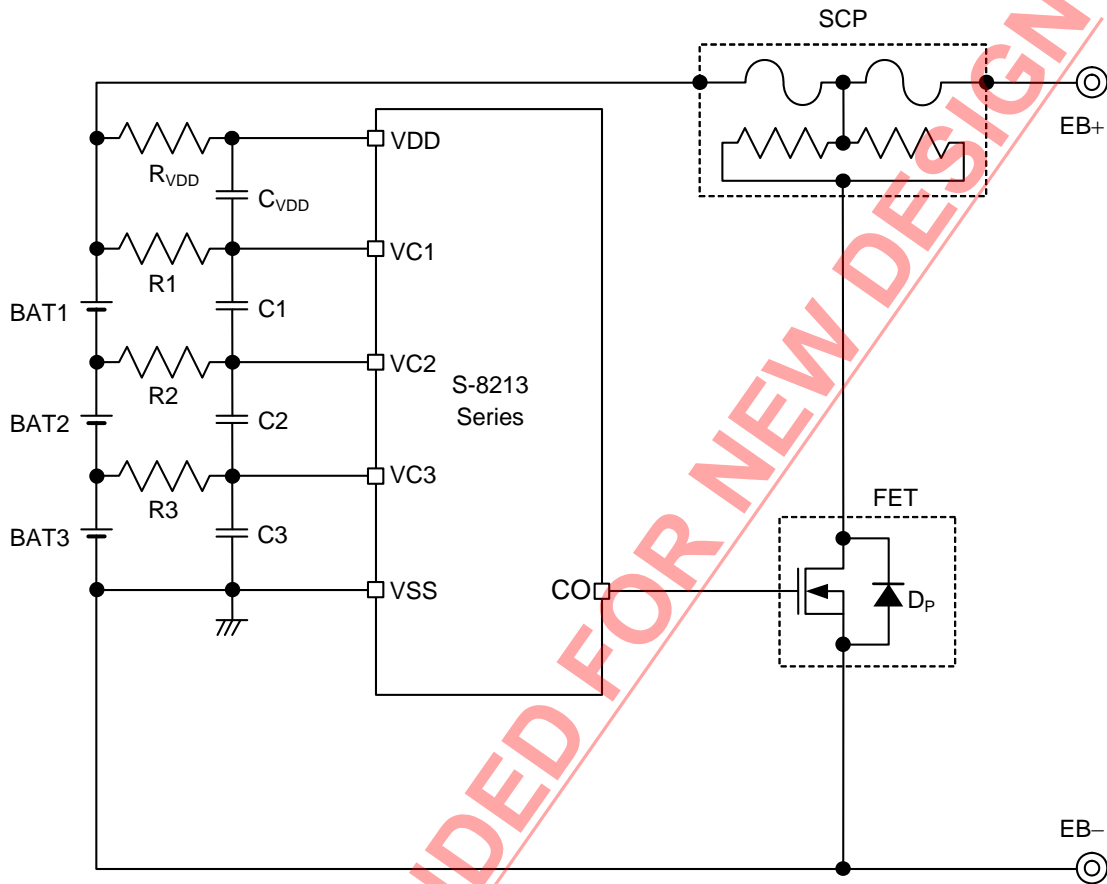 SCP
EB+
VDD
RVDD
CVDD
VC1
R1
BAT1
C1
VC2
R2
S-8213
Series
BAT2
C2
VC3
R3
FET
BAT3
C3
VSS
CO
DP
EB−
NDED FOR NEW DESIGN